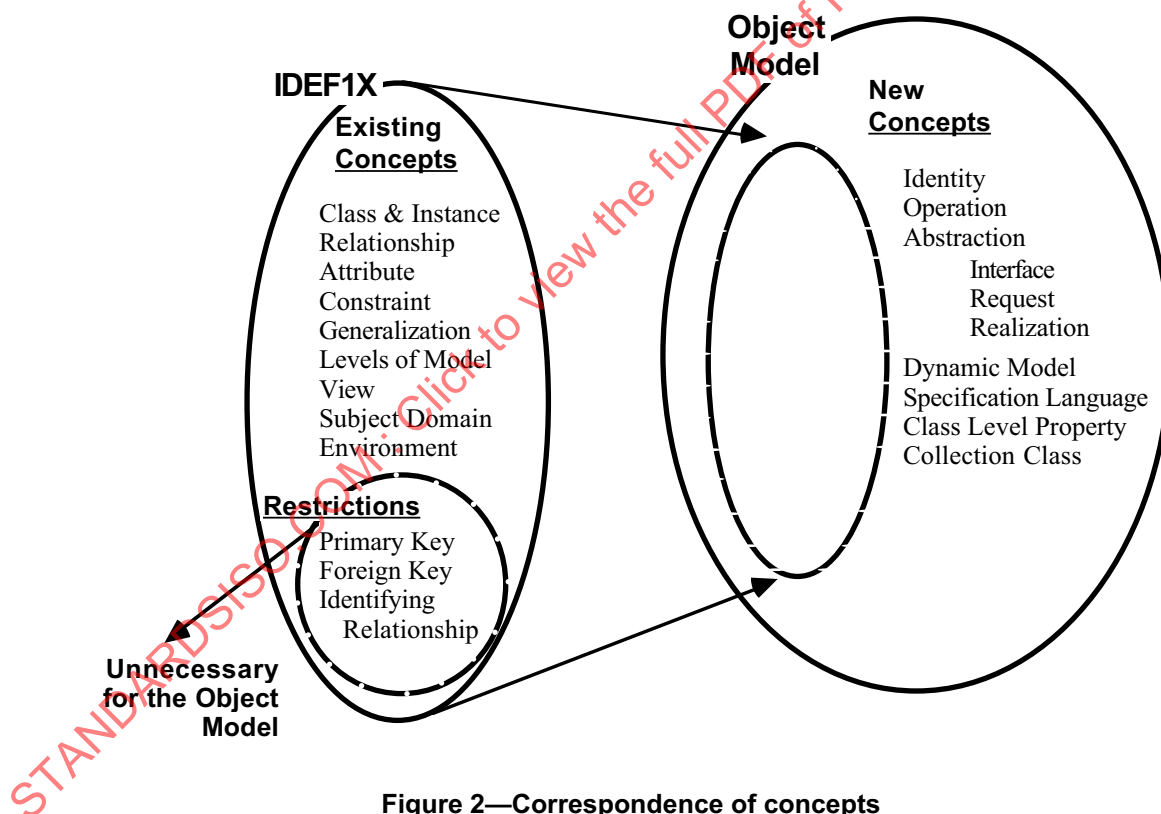 Object
Model
IDEF1X
Existing
Concepts
Class & Instance
Relationship
Attribute
Constraint
Generalization
Levels of Model
View
Subject Domain
Environment
Restrictions
Primary Key
Foreign Key
Identifying
Relationship
Unnecessary
for the Object
Model
New
Concepts
Identity
Operation
Abstraction
Interface
Request
Realization
Dynamic Model
Specification Language
Class Level Property
Collection Class
STANDARDSISO.COM : Click to view the full PDF of
Figure 2—Correspondence of concepts